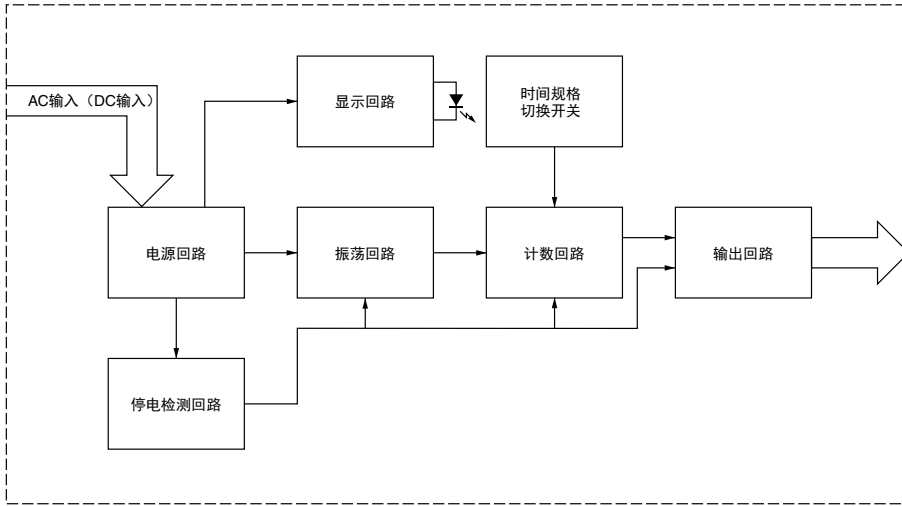 AC输入（DC输入）
显示回路
时间规格
切换开关
电源回路
振荡回路
计数回路
输出回路
停电检测回路